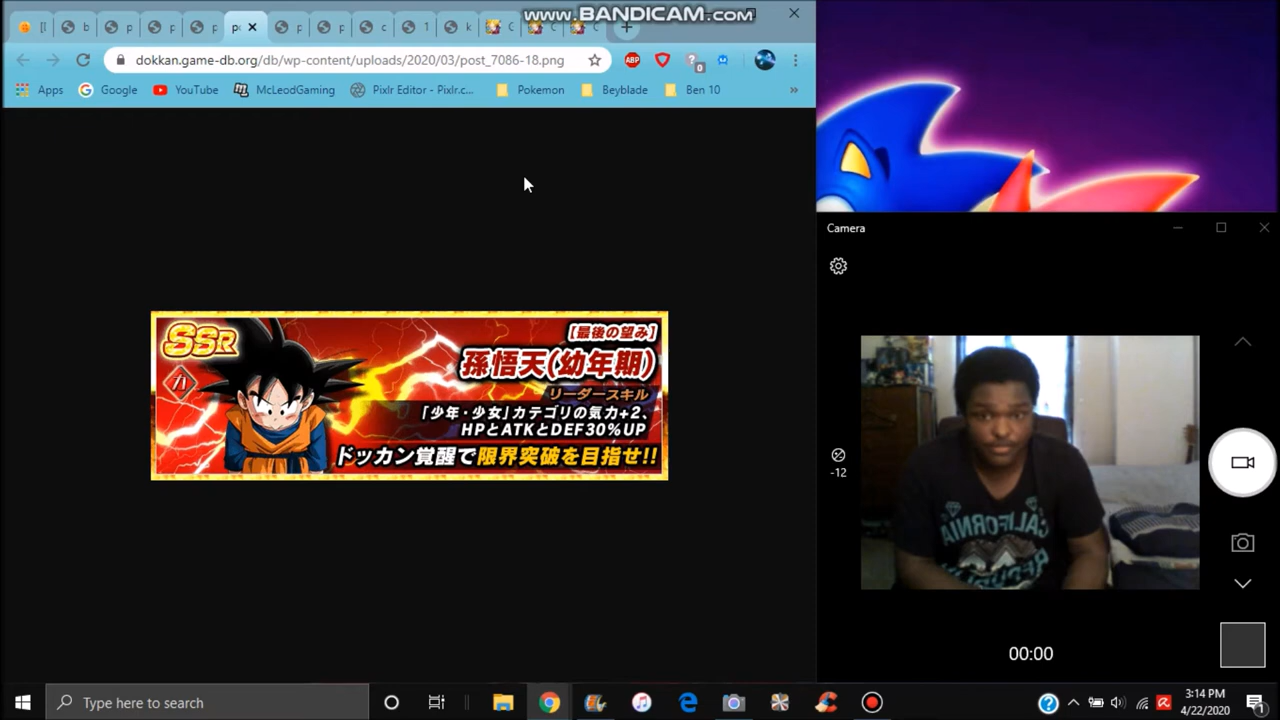 www.BANDICAM.com
dokkan.game-db.org/db/wp-content/uploads/2020/03/post_7086-18.png
ABP
0
Apps
Google
YouTube
McLeodGaming
Pixlr Editor - Pixlr.c...
Pokemon
Beyblade
Ben 10
»
SSR
力
[最後の望み]
孫悟天(幼年期)
リーダースキル
「少年・少女」カテゴリの気力+2、
HPとATKとDEF30%UP
ドッカン覚醒で限界突破を目指せ!!
Camera
-12
CALIFORNIA
00:00
Type here to search
3:14 PM
4/22/2020